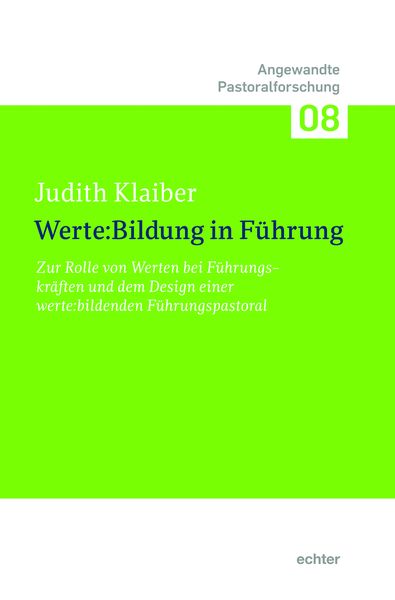 Angewandte
Pastoralforschung
08
Judith Klaiber
Werte:Bildung in Führung
Zur Rolle von Werten bei Führungs-
kräften und dem Design einer
werte:bildenden Führungspastoral
echter